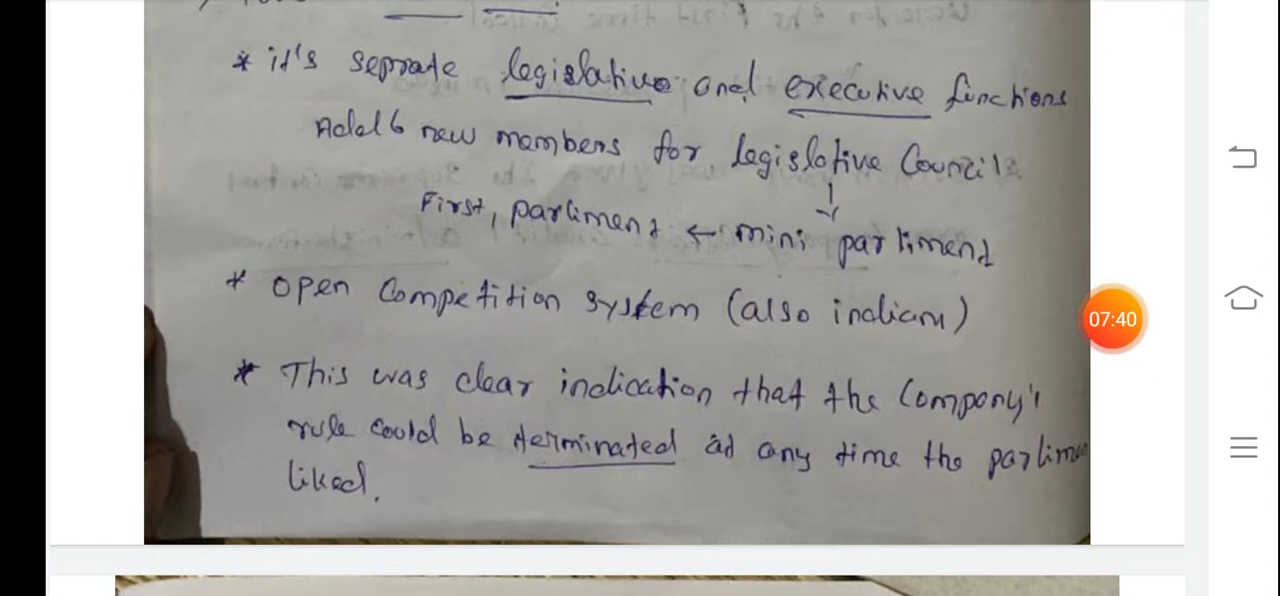 * it's seprate legislative and executive functions
Add 6 new members for legislative Council
First, parliment ← mini parliment
* open Competition system (also indian)
* This was clear indication that the Company's
rule could be terminated at any time the parlimen
liked.
07:40